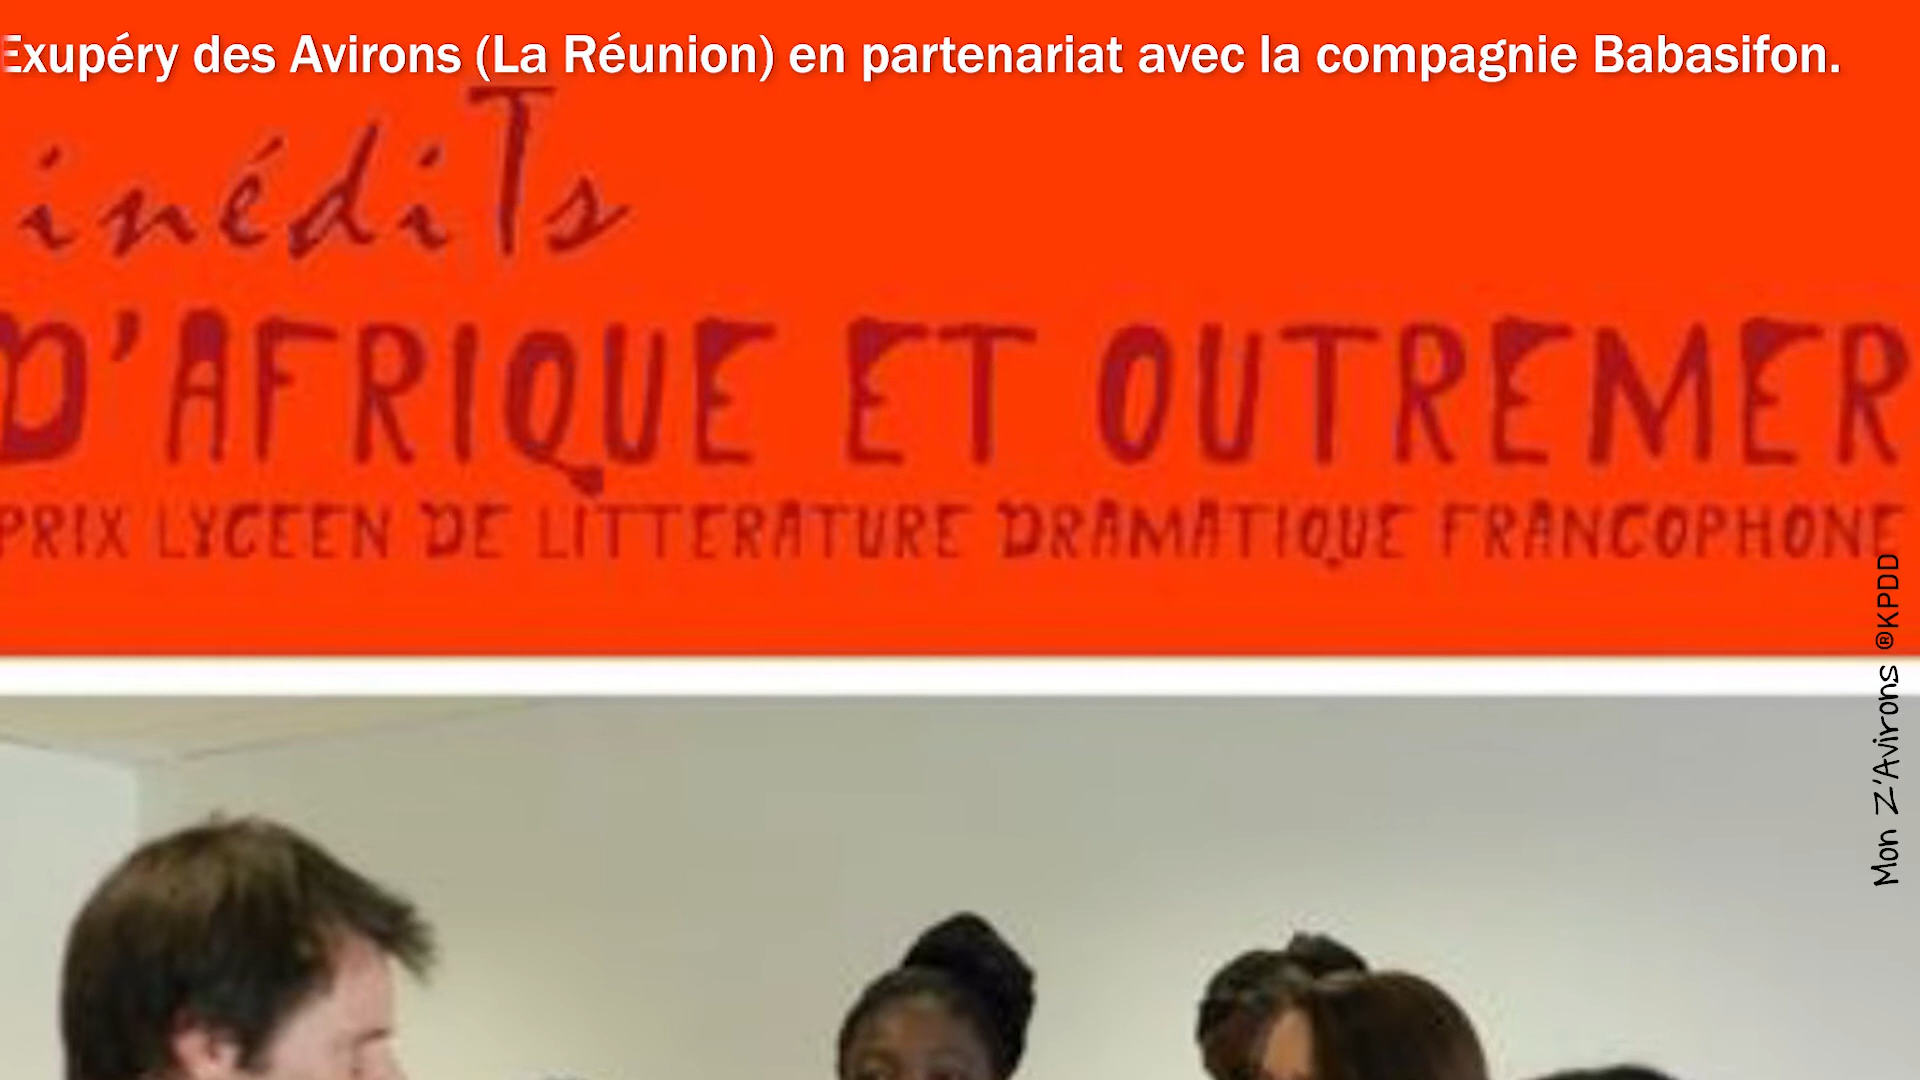 Exupéry des Avirons (La Réunion) en partenariat avec la compagnie Babasifon.
inédiTs
D'AFRIQUE ET OUTREMER
PRIX LYCEEN DE LITTERATURE DRAMATIQUE FRANCOPHONE
Mon Z'Avirons ®KPDD